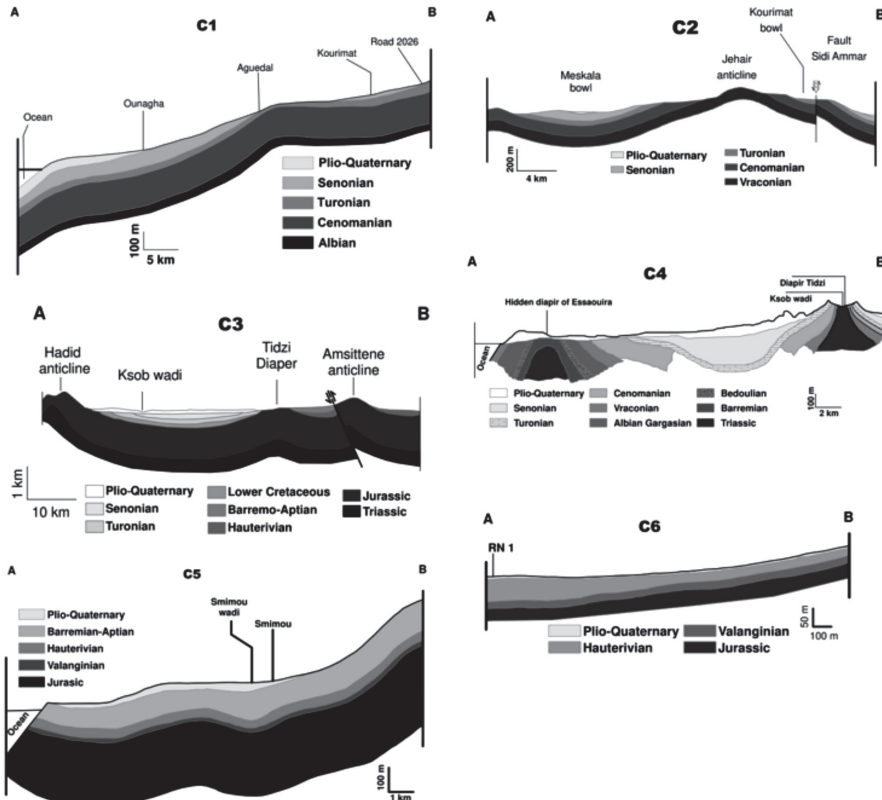 A
B
C1
Road 2026
Kourimat
Aguedal
Ounagha
Ocean
Plio-Quaternary
Senonian
Turonian
Cenomanian
Albian
100 m
5 km
A
B
C2
Kourimat
bowl
Fault
Sidi Ammar
Jehair
anticline
Meskala
bowl
200 m
4 km
Plio-Quaternary
Senonian
Turonian
Cenomanian
Vraconian
A
B
C3
Hadid
anticline
Ksob wadi
Tidzi
Diaper
Amsittene
anticline
1 km
10 km
Plio-Quaternary
Senonian
Turonian
Lower Cretaceous
Barremo-Aptian
Hauterivian
Jurassic
Triassic
A
B
C4
Diapir Tidzi
Ksob wadi
Hidden diapir of Essaouira
Ocean
Plio-Quaternary
Senonian
Turonian
Cenomanian
Vraconian
Albian Gargasian
Bedoulian
Barremian
Triassic
100 m
2 km
A
B
C5
Plio-Quaternary
Barremian-Aptian
Hauterivian
Valanginian
Jurasic
Smimou
wadi
Smimou
Ocean
100 m
1 km
A
B
C6
RN 1
Plio-Quaternary
Hauterivian
Valanginian
Jurassic
50 m
100 m